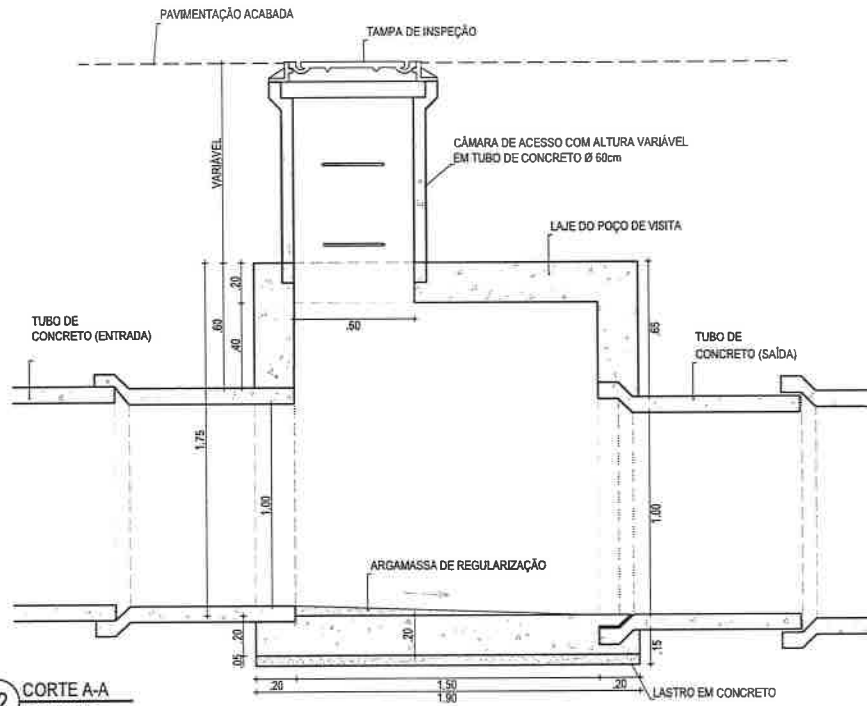 PAVIMENTAÇÃO ACABADA
TAMPA DE INSPEÇÃO
VARIÁVEL
CÂMARA DE ACESSO COM ALTURA VARIÁVEL
EM TUBO DE CONCRETO Ø 60cm
LAJE DO POÇO DE VISITA
.20
.60
.40
.50
.65
TUBO DE
CONCRETO (ENTRADA)
TUBO DE
CONCRETO (SAÍDA)
1,75
1,00
1,00
ARGAMASSA DE REGULARIZAÇÃO
.20
.05
.20
.15
.20
1.50
.20
1.90
LASTRO EM CONCRETO
2
CORTE A-A